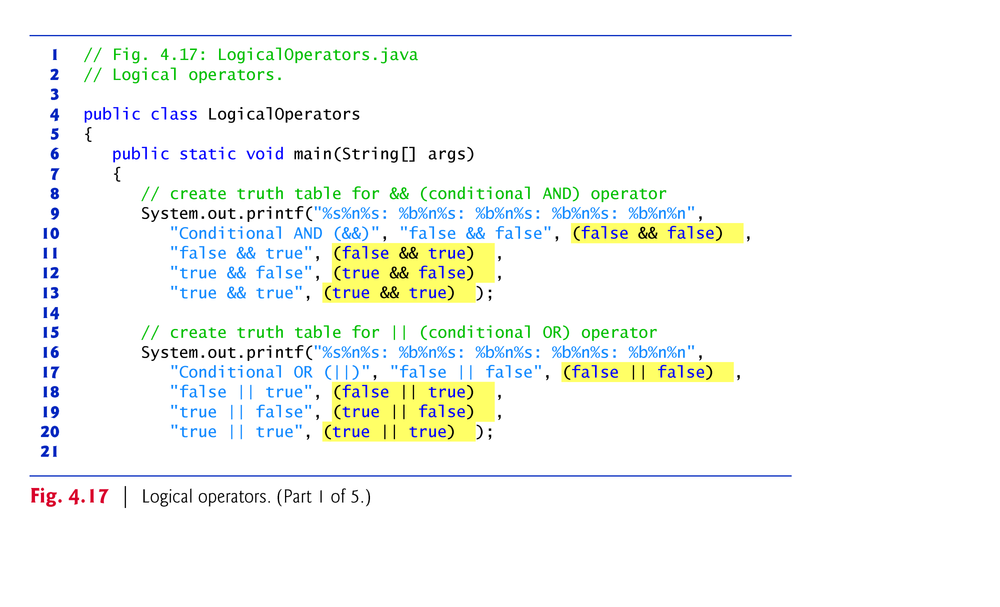 1 // Fig. 4.17: LogicalOperators.java
2 // Logical operators.
3
4 public class LogicalOperators
5 {
6 public static void main(String[] args)
7 {
8 // create truth table for && (conditional AND) operator
9 System.out.printf("%s%n%s: %b%n%s: %b%n%s: %b%n%s: %b%n%n",
10 "Conditional AND (&&)", "false && false", (false && false) ,
11 "false && true", (false && true) ,
12 "true && false", (true && false) ,
13 "true && true", (true && true) );
14
15 // create truth table for || (conditional OR) operator
16 System.out.printf("%s%n%s: %b%n%s: %b%n%s: %b%n%s: %b%n%n",
17 "Conditional OR (||)", "false || false", (false || false) ,
18 "false || true", (false || true) ,
19 "true || false", (true || false) ,
20 "true || true", (true || true) );
21
Fig. 4.17 | Logical operators. (Part 1 of 5.)